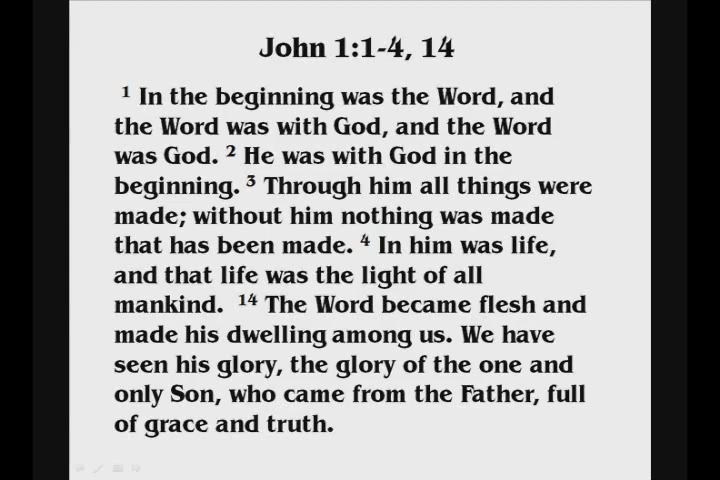 John 1:1-4, 14
¹ In the beginning was the Word, and
the Word was with God, and the Word
was God. ² He was with God in the
beginning. ³ Through him all things were
made; without him nothing was made
that has been made. ⁴ In him was life,
and that life was the light of all
mankind. ¹⁴ The Word became flesh and
made his dwelling among us. We have
seen his glory, the glory of the one and
only Son, who came from the Father, full
of grace and truth.